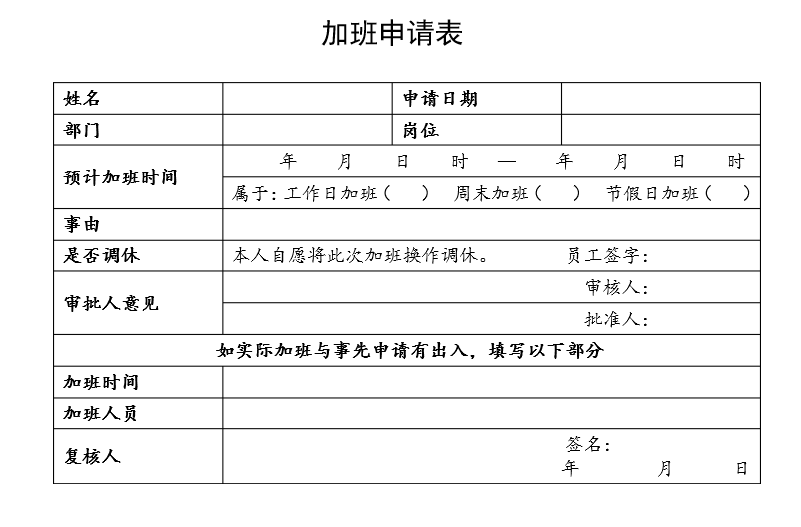 加班申请表
姓名 申请日期
部门 岗位
预计加班时间 年 月 日 时 — 年 月 日 时
属于：工作日加班（ ） 周末加班（ ） 节假日加班（ ）
事由
是否调休 本人自愿将此次加班操作调休。 员工签字：
审批人意见 审核人：
批准人：
如实际加班与事先申请有出入，填写以下部分
加班时间
加班人员
复核人 签名：
年 月 日